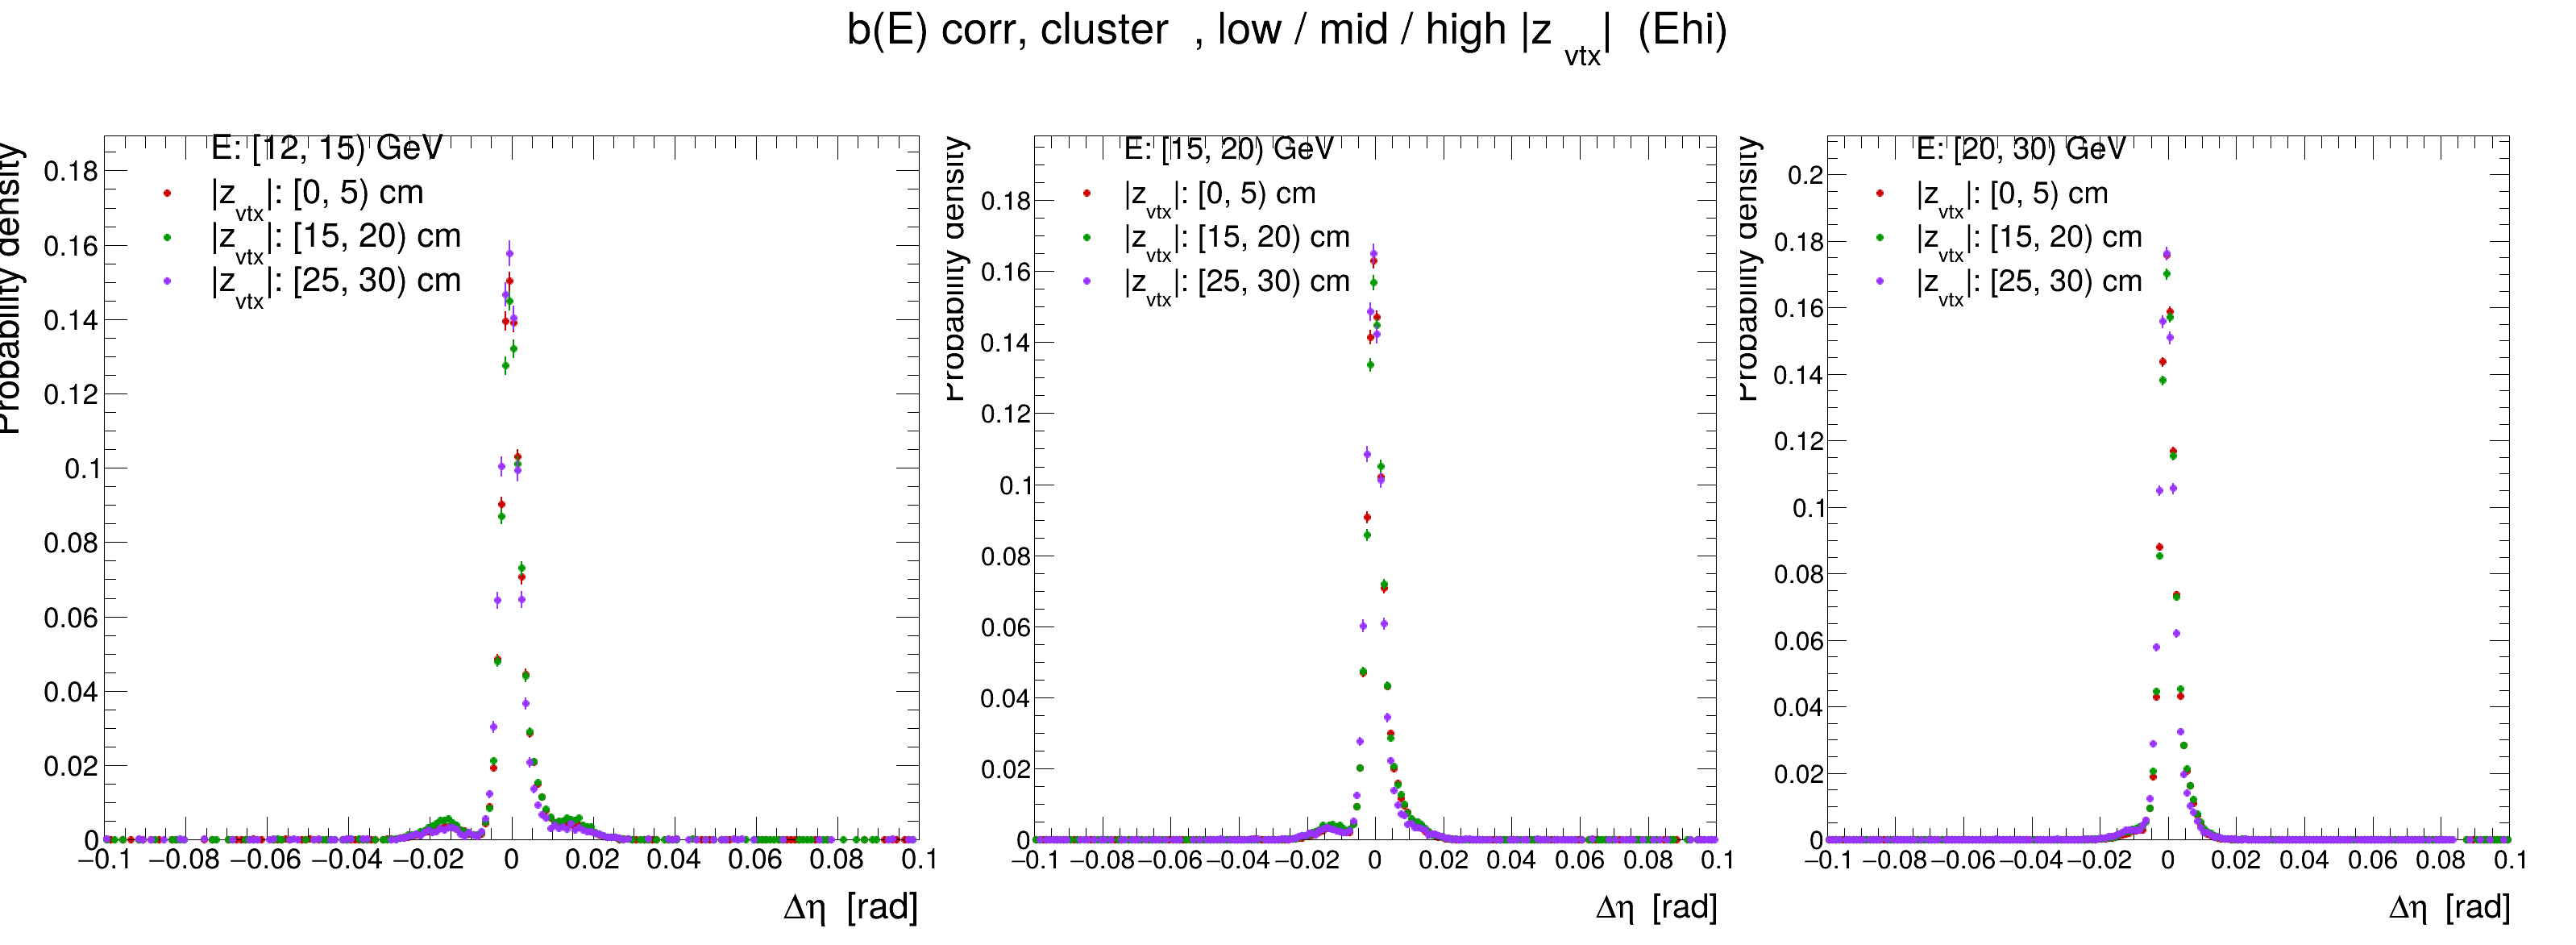 b(E) corr, cluster , low / mid / high |z vtx| (Ehi)
Probability density
E: [12, 15) GeV
|zvtx|: [0, 5) cm
|zvtx|: [15, 20) cm
|zvtx|: [25, 30) cm
0.18
0.16
0.14
0.12
0.1
0.08
0.06
0.04
0.02
0
−0.1 −0.08 −0.06 −0.04 −0.02 0 0.02 0.04 0.06 0.08 0.1
Δη [rad]
Probability density
E: [15, 20) GeV
|zvtx|: [0, 5) cm
|zvtx|: [15, 20) cm
|zvtx|: [25, 30) cm
0.18
0.16
0.14
0.12
0.1
0.08
0.06
0.04
0.02
0
−0.1 −0.08 −0.06 −0.04 −0.02 0 0.02 0.04 0.06 0.08 0.1
Δη [rad]
Probability density
E: [20, 30) GeV
|zvtx|: [0, 5) cm
|zvtx|: [15, 20) cm
|zvtx|: [25, 30) cm
0.2
0.18
0.16
0.14
0.12
0.1
0.08
0.06
0.04
0.02
0
−0.1 −0.08 −0.06 −0.04 −0.02 0 0.02 0.04 0.06 0.08 0.1
Δη [rad]